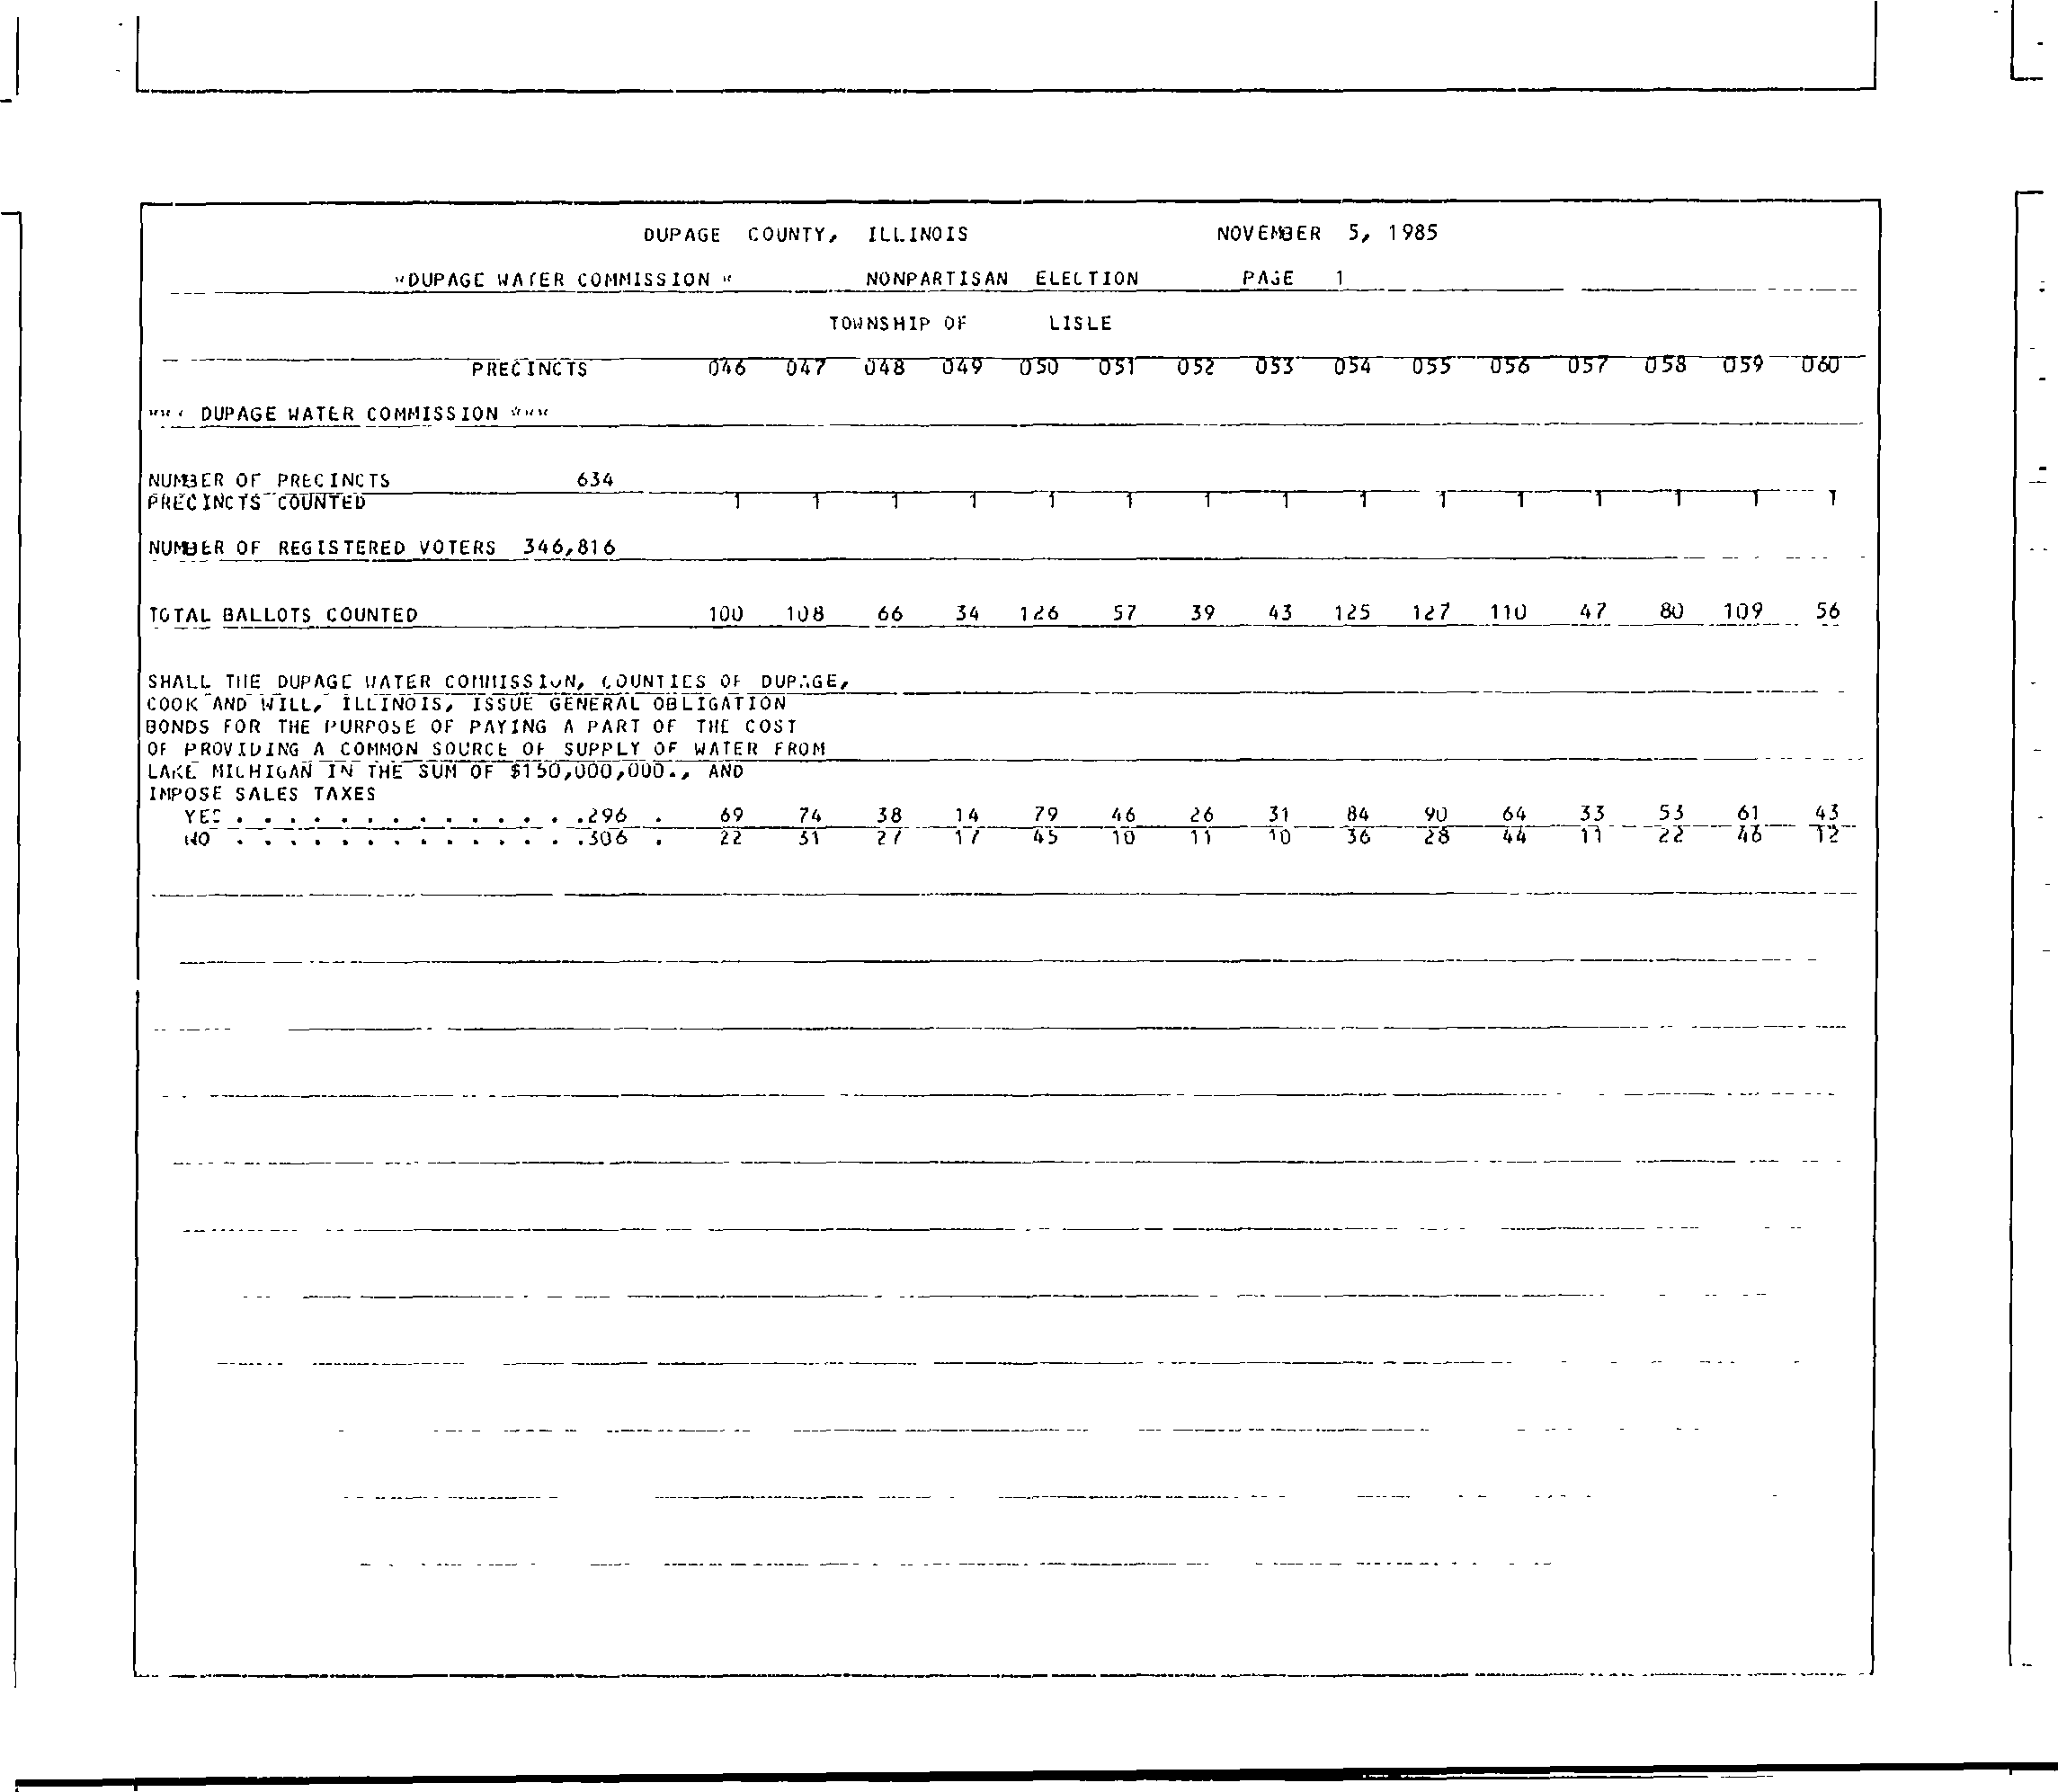 DUPAGE COUNTY, ILLINOIS NOVEMBER 5, 1985
*DUPAGE WATER COMMISSION * NONPARTISAN ELECTION PAGE 1
TOWNSHIP OF LISLE
PRECINCTS 046 047 048 049 050 051 052 053 054 055 056 057 058 059 060
*** DUPAGE WATER COMMISSION ***
NUMBER OF PRECINCTS 634
PRECINCTS COUNTED 1 1 1 1 1 1 1 1 1 1 1 1 1 1 1
NUMBER OF REGISTERED VOTERS 346,816
TOTAL BALLOTS COUNTED 100 108 66 34 126 57 39 43 125 127 110 47 80 109 56
SHALL THE DUPAGE WATER COMMISSION, COUNTIES OF DUPAGE,
COOK AND WILL, ILLINOIS, ISSUE GENERAL OBLIGATION
BONDS FOR THE PURPOSE OF PAYING A PART OF THE COST
OF PROVIDING A COMMON SOURCE OF SUPPLY OF WATER FROM
LAKE MICHIGAN IN THE SUM OF $150,000,000., AND
IMPOSE SALES TAXES
YES . . . . . . . . . . . . . .296 . 69 74 38 14 79 46 26 31 84 90 64 33 53 61 43
NO . . . . . . . . . . . . . .306 . 22 31 27 17 45 10 11 10 36 28 44 11 22 46 12